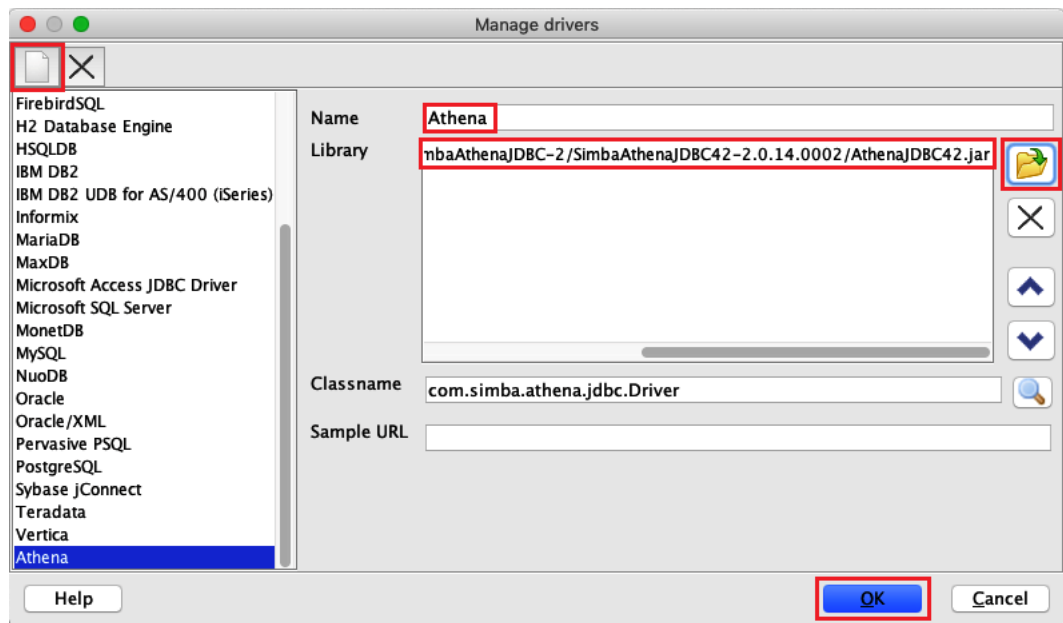 Manage drivers
FirebirdSQL
H2 Database Engine
HSQLDB
IBM DB2
IBM DB2 UDB for AS/400 (iSeries)
Informix
MariaDB
MaxDB
Microsoft Access JDBC Driver
Microsoft SQL Server
MonetDB
MySQL
NuoDB
Oracle
Oracle/XML
Pervasive PSQL
PostgreSQL
Sybase jConnect
Teradata
Vertica
Athena
Name Athena
Library mbaAthenaJDBC-2/SimbaAthenaJDBC42-2.0.14.0002/AthenaJDBC42.jar
Classname com.simba.athena.jdbc.Driver
Sample URL
Help OK Cancel